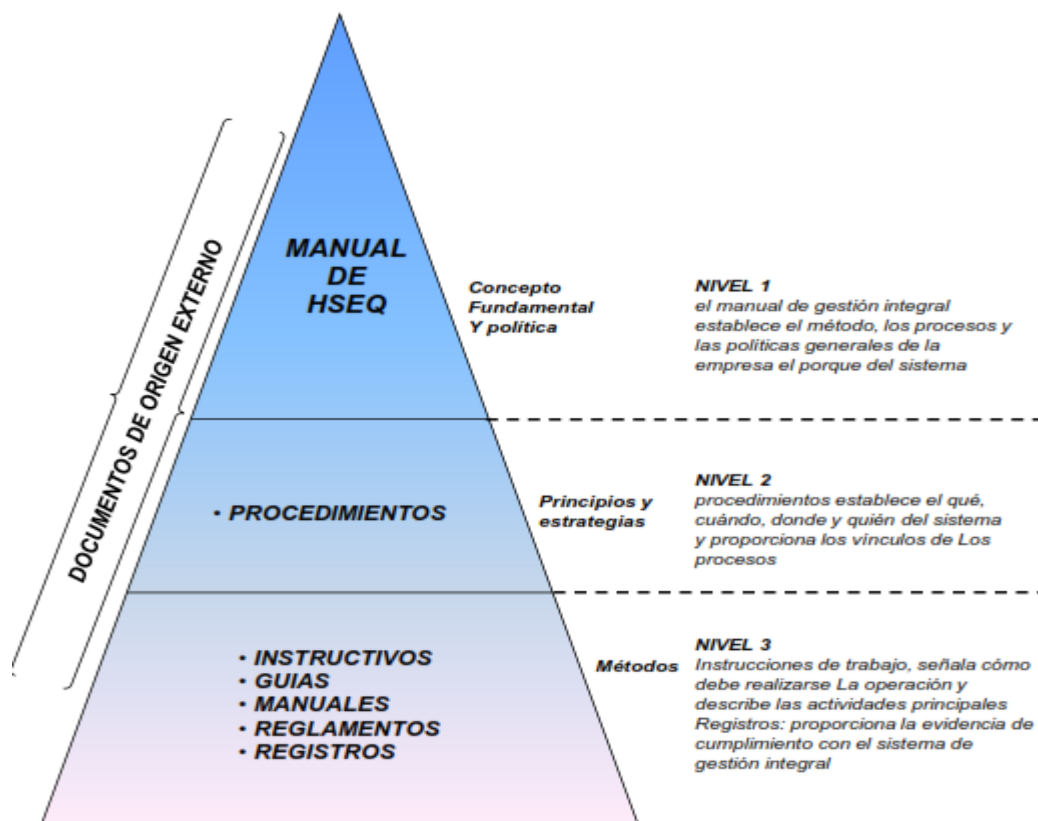 DOCUMENTOS DE ORIGEN EXTERNO
MANUAL
DE
HSEQ
Concepto
Fundamental
Y política
NIVEL 1
el manual de gestión integral
establece el método, los procesos y
las políticas generales de la
empresa el porque del sistema
• PROCEDIMIENTOS
Principios y
estrategias
NIVEL 2
procedimientos establece el qué,
cuándo, donde y quién del sistema
y proporciona los vínculos de Los
procesos
• INSTRUCTIVOS
• GUIAS
• MANUALES
• REGLAMENTOS
• REGISTROS
Métodos
NIVEL 3
Instrucciones de trabajo, señala cómo
debe realizarse La operación y
describe las actividades principales
Registros: proporciona la evidencia de
cumplimiento con el sistema de
gestión integral